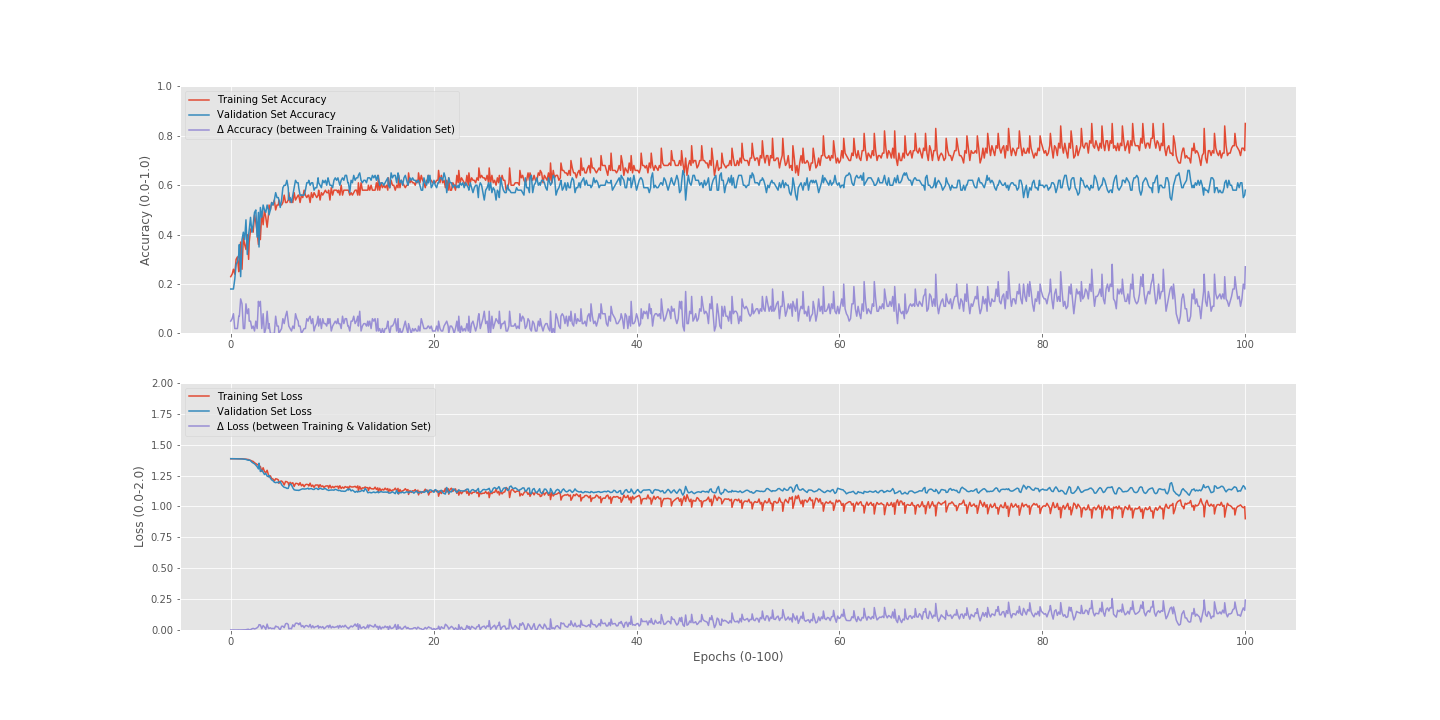 Accuracy (0.0-1.0)
1.0
0.8
0.6
0.4
0.2
0.0
Training Set Accuracy
Validation Set Accuracy
Δ Accuracy (between Training & Validation Set)
0 20 40 60 80 100
Loss (0.0-2.0)
2.00
1.75
1.50
1.25
1.00
0.75
0.50
0.25
0.00
Training Set Loss
Validation Set Loss
Δ Loss (between Training & Validation Set)
0 20 40 60 80 100
Epochs (0-100)